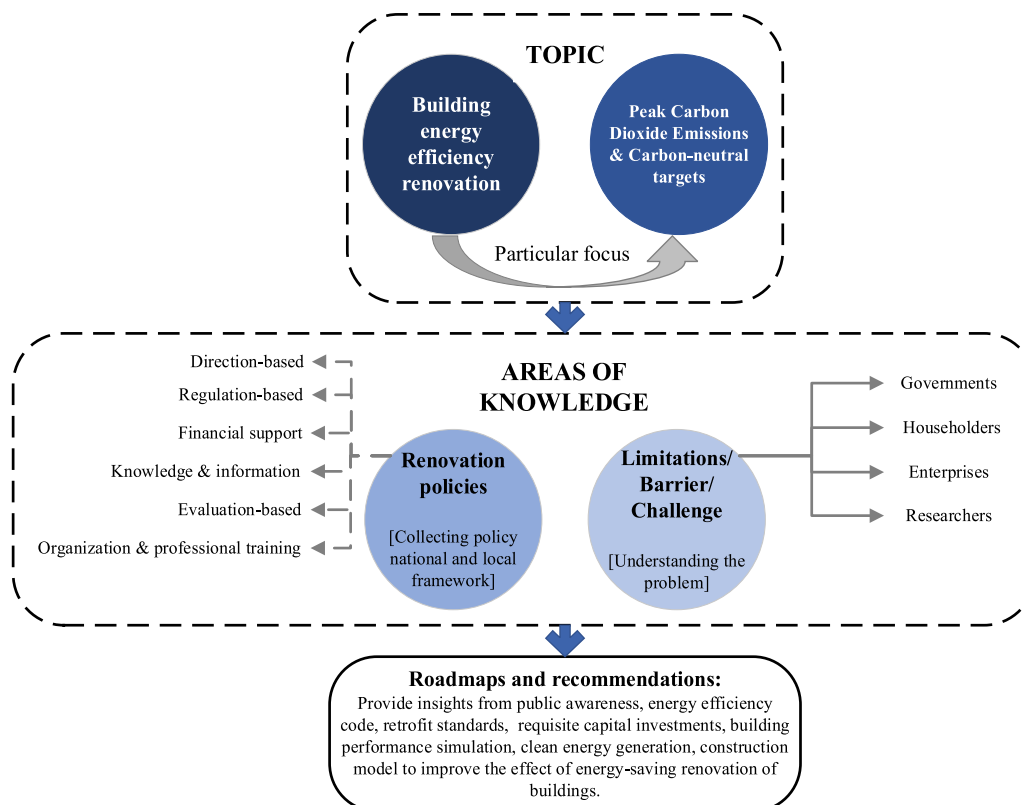 TOPIC
Building
energy
efficiency
renovation
Peak Carbon
Dioxide Emissions
& Carbon-neutral
targets
Particular focus
AREAS OF
KNOWLEDGE
Direction-based
Regulation-based
Financial support
Knowledge & information
Evaluation-based
Organization & professional training
Renovation
policies
[Collecting policy
national and local
framework]
Limitations/
Barrier/
Challenge
[Understanding the
problem]
Governments
Householders
Enterprises
Researchers
Roadmaps and recommendations:
Provide insights from public awareness, energy efficiency
code, retrofit standards, requisite capital investments, building
performance simulation, clean energy generation, construction
model to improve the effect of energy-saving renovation of
buildings.